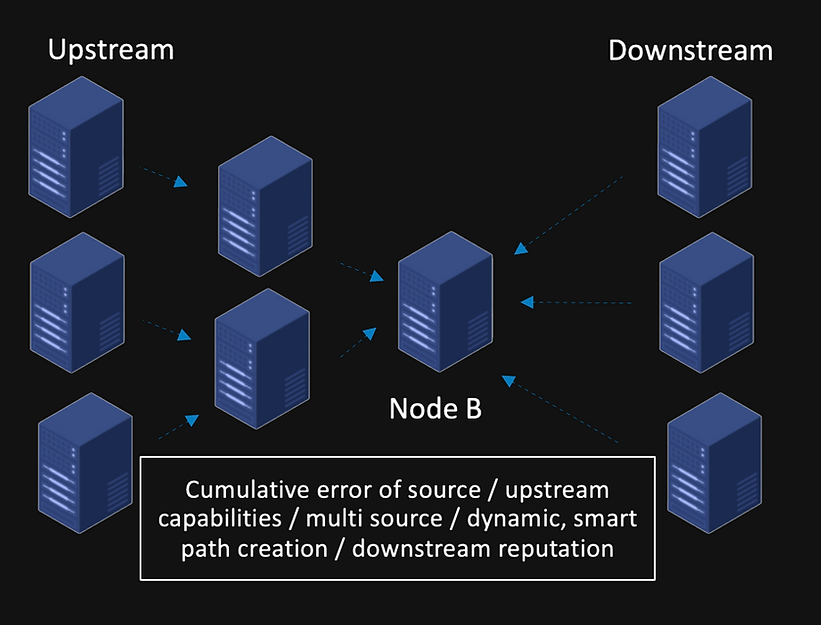 Upstream
Downstream
Node B
Cumulative error of source / upstream
capabilities / multi source / dynamic, smart
path creation / downstream reputation